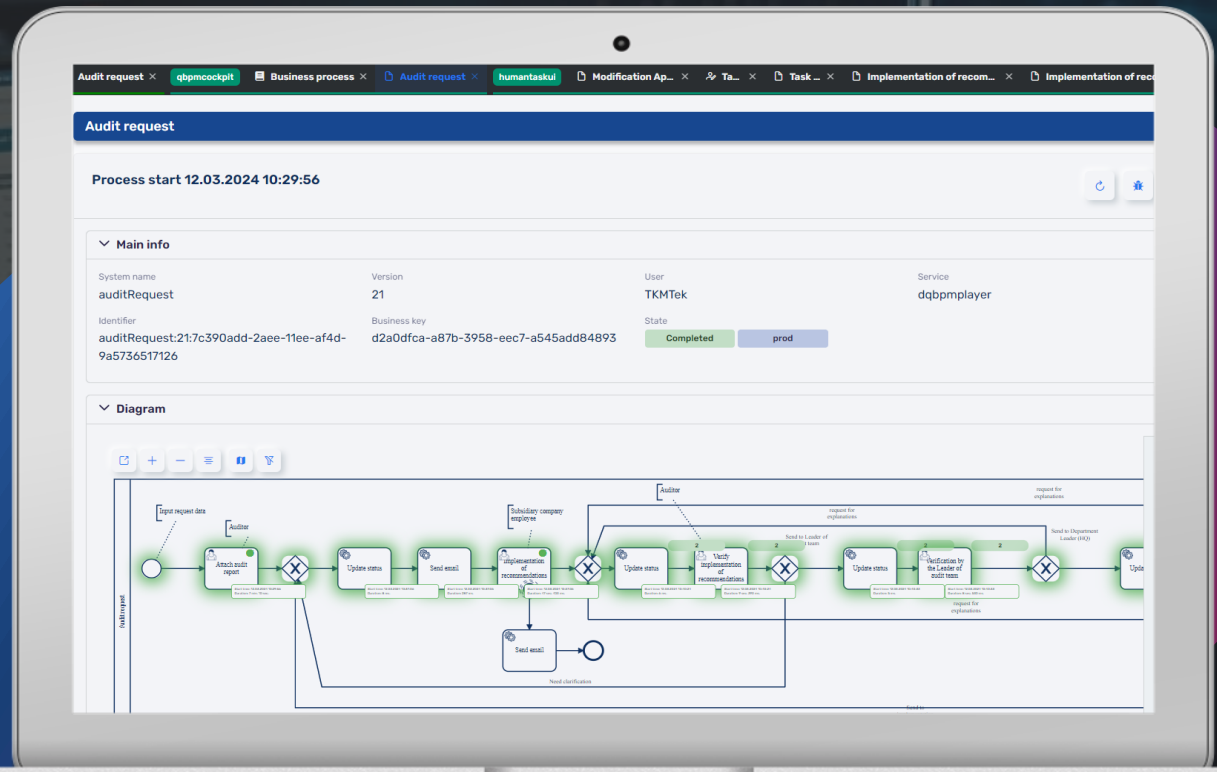 Audit request
qbpmcockpit
Business process
Audit request
humantaskui
Modification Ap...
Ta...
Task ...
Implementation of recom...
Implementation of reco
Audit request
Process start 12.03.2024 10:29:56
Main info
System name
Version
User
Service
auditRequest
21
TKMTek
dqbpmplayer
Identifier
Business key
State
auditRequest:21:7c390add-2aee-11ee-af4d-
9a5736517126
d2a0dfca-a87b-3958-eec7-a545add84893
Completed
prod
Diagram
Auditor
request for
explanations
Input request data
Subsidiary company
employee
request for
explanations
Auditor
Send to Leader of
team
Send to Department
Leader (HQ)
2
2
2
2
Attach audit
report
X
Update status
Send email
implementation
of
recommendations
X
Update status
Verify
implementation
of
recommendations
X
Update status
Verification by
the Leader of
audit team
X
Upda
request for
explanations
Audit request
Send email
Need clarification
Send to